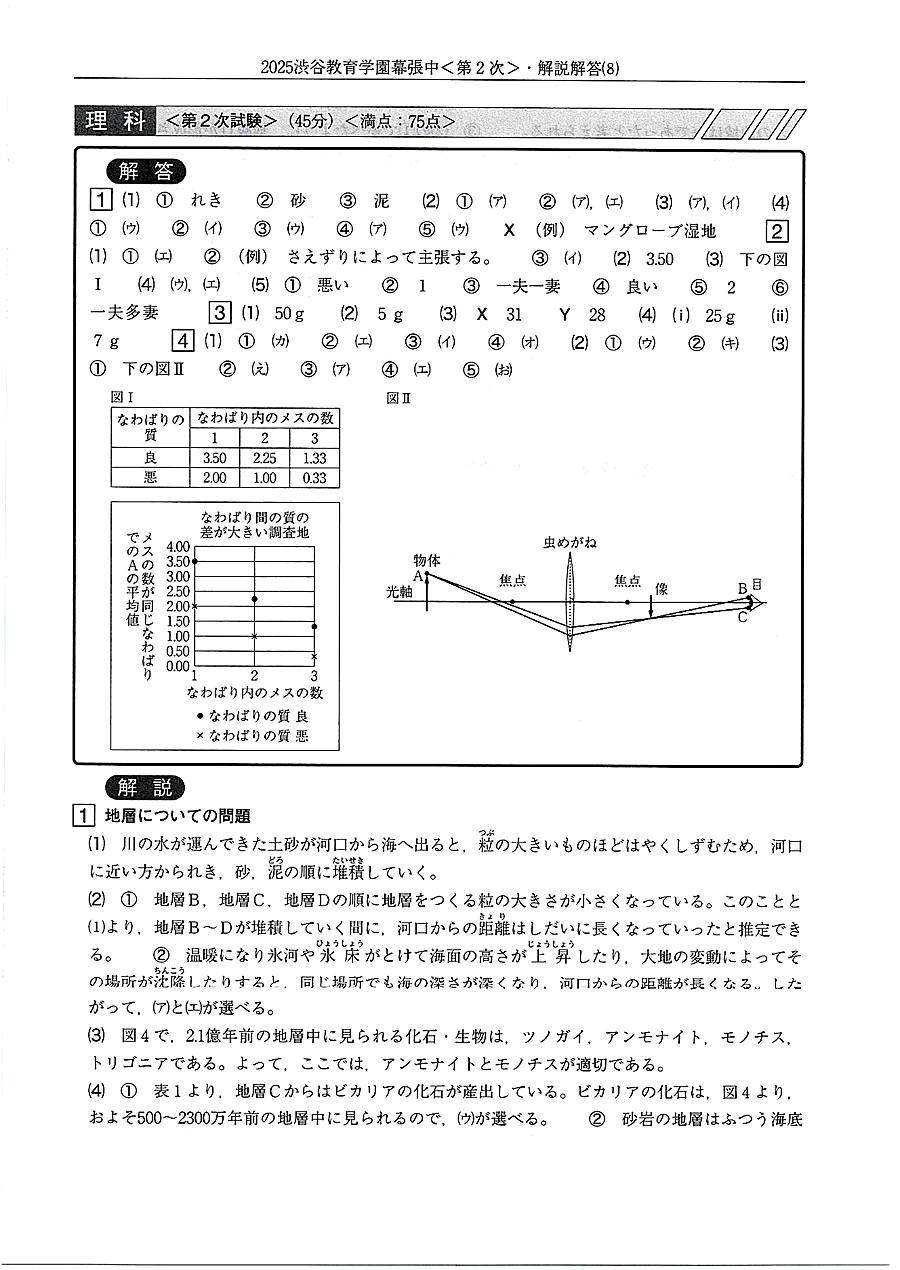 2025渋谷教育学園幕張中＜第２次＞・解説解答(8)
理科 ＜第２次試験＞（45分）＜満点：75点＞
解答
1 (1) ① れき ② 砂 ③ 泥 (2) ① (ア) ② (ア)，(エ) (3) (ア)，(イ) (4)
① (ウ) ② (イ) ③ (ウ) ④ (ア) ⑤ (ウ) X （例） マングローブ湿地 2
(1) ① (エ) ② （例） さえずりによって主張する。 ③ (イ) (2) 3.50 (3) 下の図
Ⅰ (4) (ウ)，(エ) (5) ① 悪い ② 1 ③ 一夫一妻 ④ 良い ⑤ 2 ⑥
一夫多妻 3 (1) 50g (2) 5g (3) X 31 Y 28 (4) (ⅰ) 25g (ⅱ)
7g 4 (1) ① (カ) ② (エ) ③ (イ) ④ (オ) (2) ① (ウ) ② (キ) (3)
① 下の図Ⅱ ② (え) ③ (ア) ④ (エ) ⑤ (お)
図Ⅰ
なわばりの質 なわばり内のメスの数
1 2 3
良 3.50 2.25 1.33
悪 2.00 1.00 0.33
なわばり間の質の
差が大きい調査地
メスの数が同じなわばり
でのAの平均値
4.00
3.50
3.00
2.50
2.00
1.50
1.00
0.50
0.00
1 2 3
なわばり内のメスの数
● なわばりの質 良
× なわばりの質 悪
図Ⅱ
虫めがね
物体
A
光軸
焦点
焦点
像
B
目
C
解説
1 地層についての問題
(1) 川の水が運んできた土砂が河口から海へ出ると，粒の大きいものほどはやくしずむため，河口
に近い方かられき，砂，泥の順に堆積していく。
(2) ① 地層B，地層C，地層Dの順に地層をつくる粒の大きさが小さくなっている。このことと
(1)より，地層B～Dが堆積していく間に，河口からの距離はしだいに長くなっていったと推定でき
る。 ② 温暖になり氷河や氷床がとけて海面の高さが上昇したり，大地の変動によってそ
の場所が沈降したりすると，同じ場所でも海の深さが深くなり，河口からの距離が長くなる。した
がって，(ア)と(エ)が選べる。
(3) 図４で，2.1億年前の地層中に見られる化石・生物は，ツノガイ，アンモナイト，モノチス，
トリゴニアである。よって，ここでは，アンモナイトとモノチスが適切である。
(4) ① 表１より，地層Cからはビカリアの化石が産出している。ビカリアの化石は，図４より，
およそ500～2300万年前の地層中に見られるので，(ウ)が選べる。 ② 砂岩の地層はふつう海底